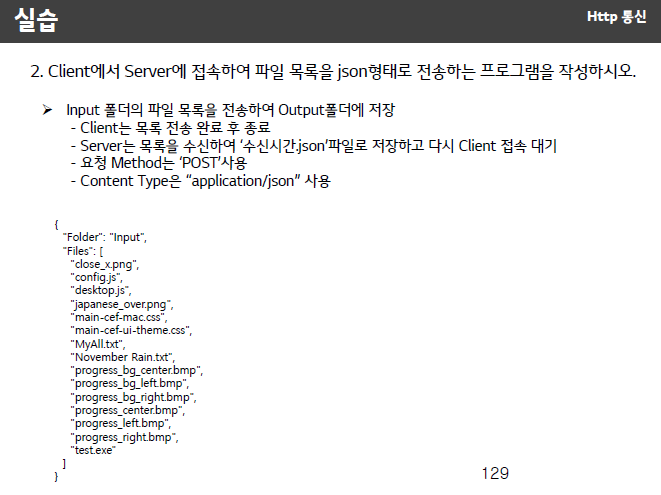 실습
Http 통신
2. Client에서 Server에 접속하여 파일 목록을 json형태로 전송하는 프로그램을 작성하시오.
➤ Input 폴더의 파일 목록을 전송하여 Output폴더에 저장
- Client는 목록 전송 완료 후 종료
- Server는 목록을 수신하여 ‘수신시간.json’파일로 저장하고 다시 Client 접속 대기
- 요청 Method는 ‘POST’사용
- Content Type은 “application/json” 사용
{
"Folder": "Input",
"Files": [
"close_x.png",
"config.js",
"desktop.js",
"japanese_over.png",
"main-cef-mac.css",
"main-cef-ui-theme.css",
"MyAll.txt",
"November Rain.txt",
"progress_bg_center.bmp",
"progress_bg_left.bmp",
"progress_bg_right.bmp",
"progress_center.bmp",
"progress_left.bmp",
"progress_right.bmp",
"test.exe"
]
}
129